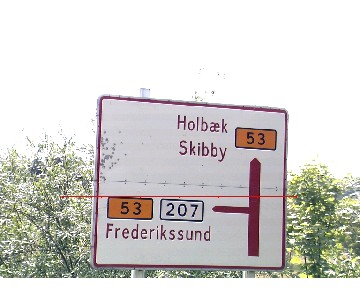 Holbæk
Skibby 53
53 207
Frederikssund